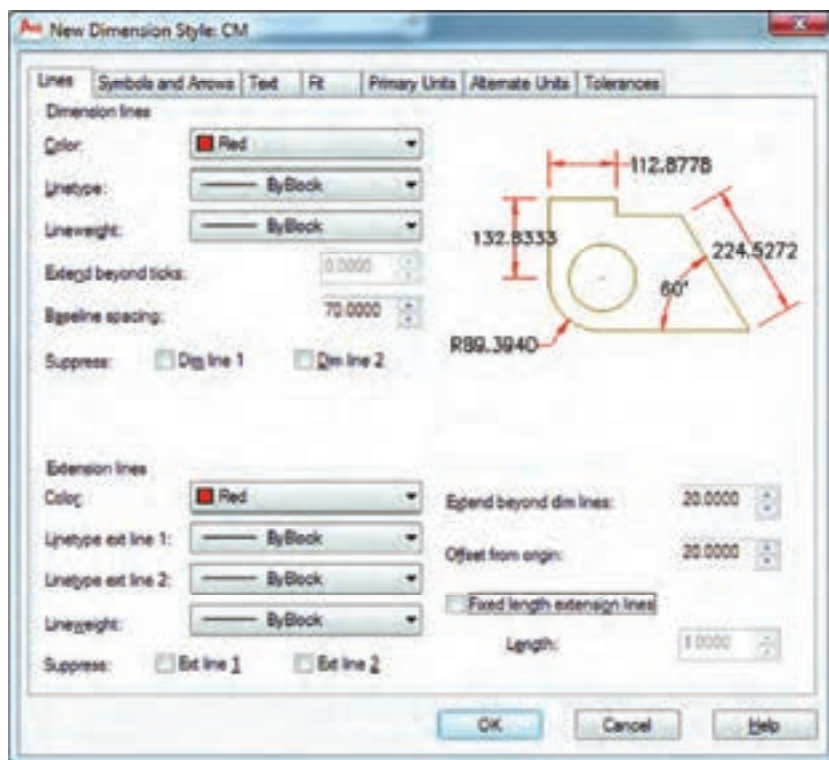 New Dimension Style: CM
Lines Symbols and Arrows Text Fit Primary Units Alternate Units Tolerances
Dimension lines
Color: Red
Linetype: ByBlock
Lineweight: ByBlock
Extend beyond ticks: 0.0000
Baseline spacing: 70.0000
Suppress: Dim line 1 Dim line 2
112.8778
132.8333
224.5272
60°
R89.3940
Extension lines
Color: Red
Linetype ext line 1: ByBlock
Linetype ext line 2: ByBlock
Lineweight: ByBlock
Suppress: Ext line 1 Ext line 2
Extend beyond dim lines: 20.0000
Offset from origin: 20.0000
Fixed length extension lines
Length: 1.0000
OK Cancel Help